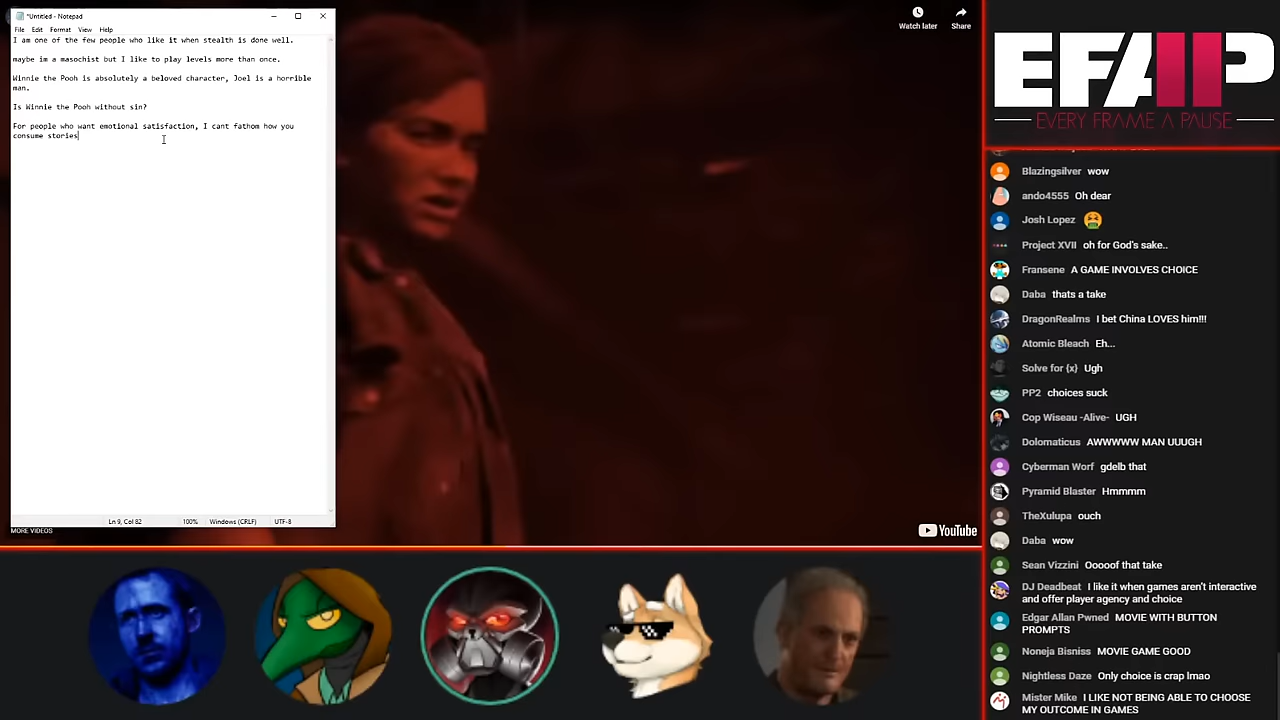 *Untitled - Notepad
File Edit Format View Help
I am one of the few people who like it when stealth is done well.
maybe im a masochist but I like to play levels more than once.
Winnie the Pooh is absolutely a beloved character, Joel is a horrible
man.
Is Winnie the Pooh without sin?
For people who want emotional satisfaction, I cant fathom how you
consume stories
Ln 9, Col 82 100% Windows (CRLF) UTF-8
MORE VIDEOS
Watch later
Share
YouTube
EFAP
EVERY FRAME A PAUSE
Blazingsilver wow
ando4555 Oh dear
Josh Lopez
Project XVII oh for God's sake..
Fransene A GAME INVOLVES CHOICE
Daba thats a take
DragonRealms I bet China LOVES him!!!
Atomic Bleach Eh...
Solve for {x} Ugh
PP2 choices suck
Cop Wiseau -Alive- UGH
Dolomaticus AWWWWW MAN UUUGH
Cyberman Worf gdelb that
Pyramid Blaster Hmmmm
TheXulupa ouch
Daba wow
Sean Vizzini Ooooof that take
DJ Deadbeat I like it when games aren't interactive
and offer player agency and choice
Edgar Allan Pwned MOVIE WITH BUTTON
PROMPTS
Noneja Bisniss MOVIE GAME GOOD
Nightless Daze Only choice is crap lmao
Mister Mike I LIKE NOT BEING ABLE TO CHOOSE
MY OUTCOME IN GAMES